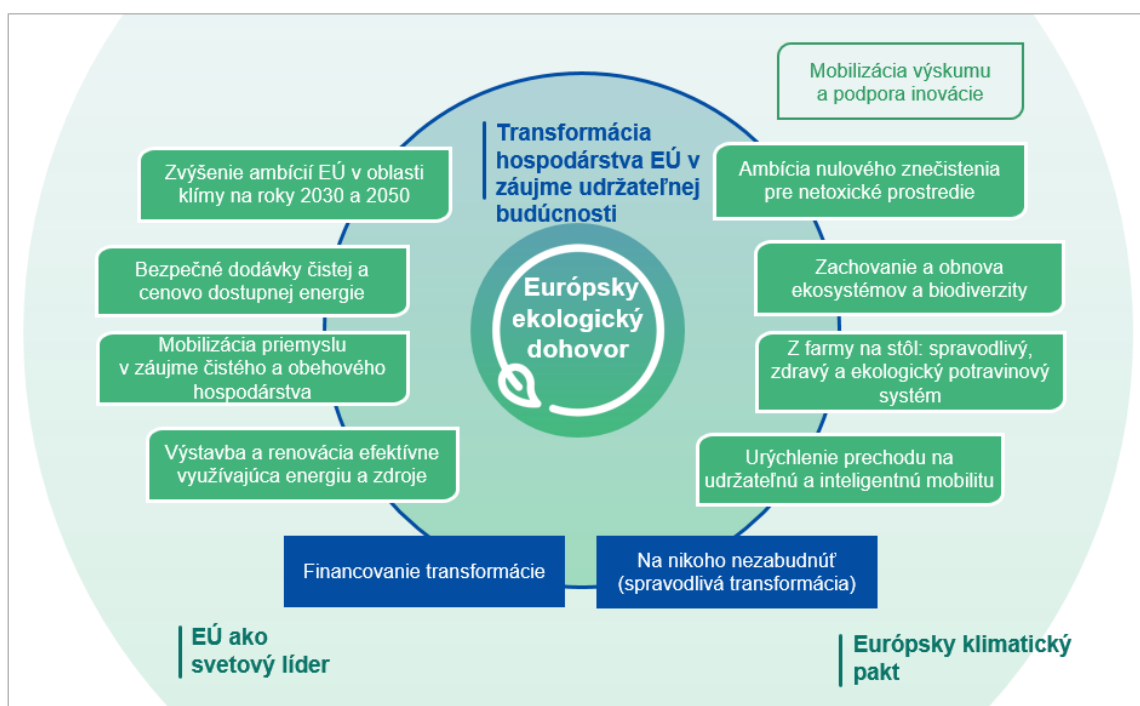 Mobilizácia výskumu
a podpora inovácie
Transformácia
hospodárstva EÚ v
záujme udržateľnej
budúcnosti
Zvýšenie ambícií EÚ v oblasti
klímy na roky 2030 a 2050
Ambícia nulového znečistenia
pre netoxické prostredie
Bezpečné dodávky čistej a
cenovo dostupnej energie
Zachovanie a obnova
ekosystémov a biodiverzity
Európsky
ekologický
dohovor
Mobilizácia priemyslu
v záujme čistého a obehového
hospodárstva
Z farmy na stôl: spravodlivý,
zdravý a ekologický potravinový
systém
Výstavba a renovácia efektívne
využívajúca energiu a zdroje
Urýchlenie prechodu na
udržateľnú a inteligentnú mobilitu
Financovanie transformácie
Na nikoho nezabudnúť
(spravodlivá transformácia)
EÚ ako
svetový líder
Európsky klimatický
pakt